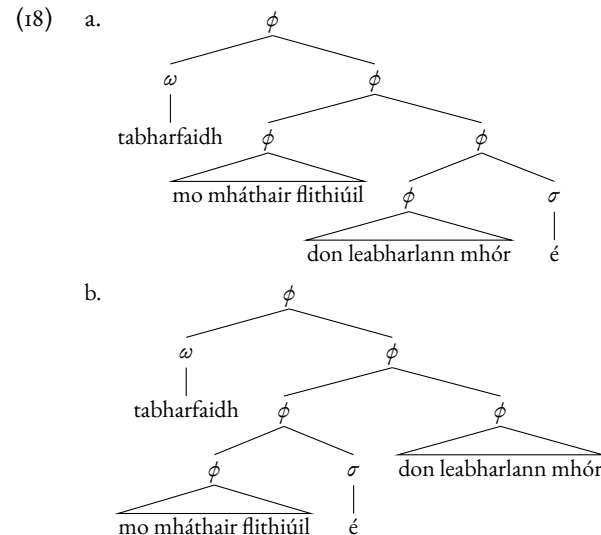 (18) a. ϕ
ω ϕ
tabharfaidh ϕ ϕ
mo mháthair flithiúil ϕ σ
don leabharlann mhór é
b. ϕ
ω ϕ
tabharfaidh ϕ ϕ
ϕ σ don leabharlann mhór
mo mháthair flithiúil é